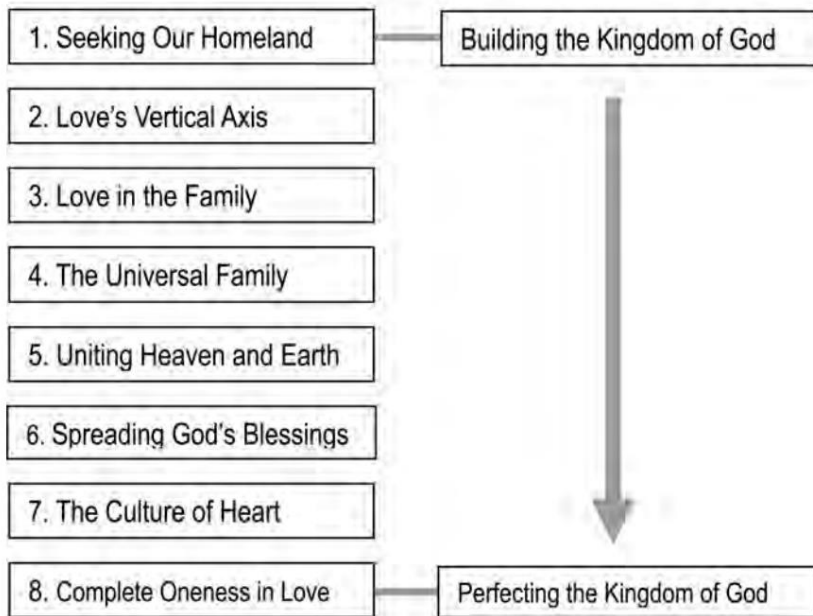 1. Seeking Our Homeland
Building the Kingdom of God
2. Love's Vertical Axis
3. Love in the Family
4. The Universal Family
5. Uniting Heaven and Earth
6. Spreading God's Blessings
7. The Culture of Heart
8. Complete Oneness in Love
Perfecting the Kingdom of God